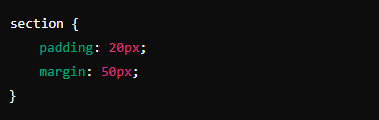 section {
    padding: 20px;
    margin: 50px;
}